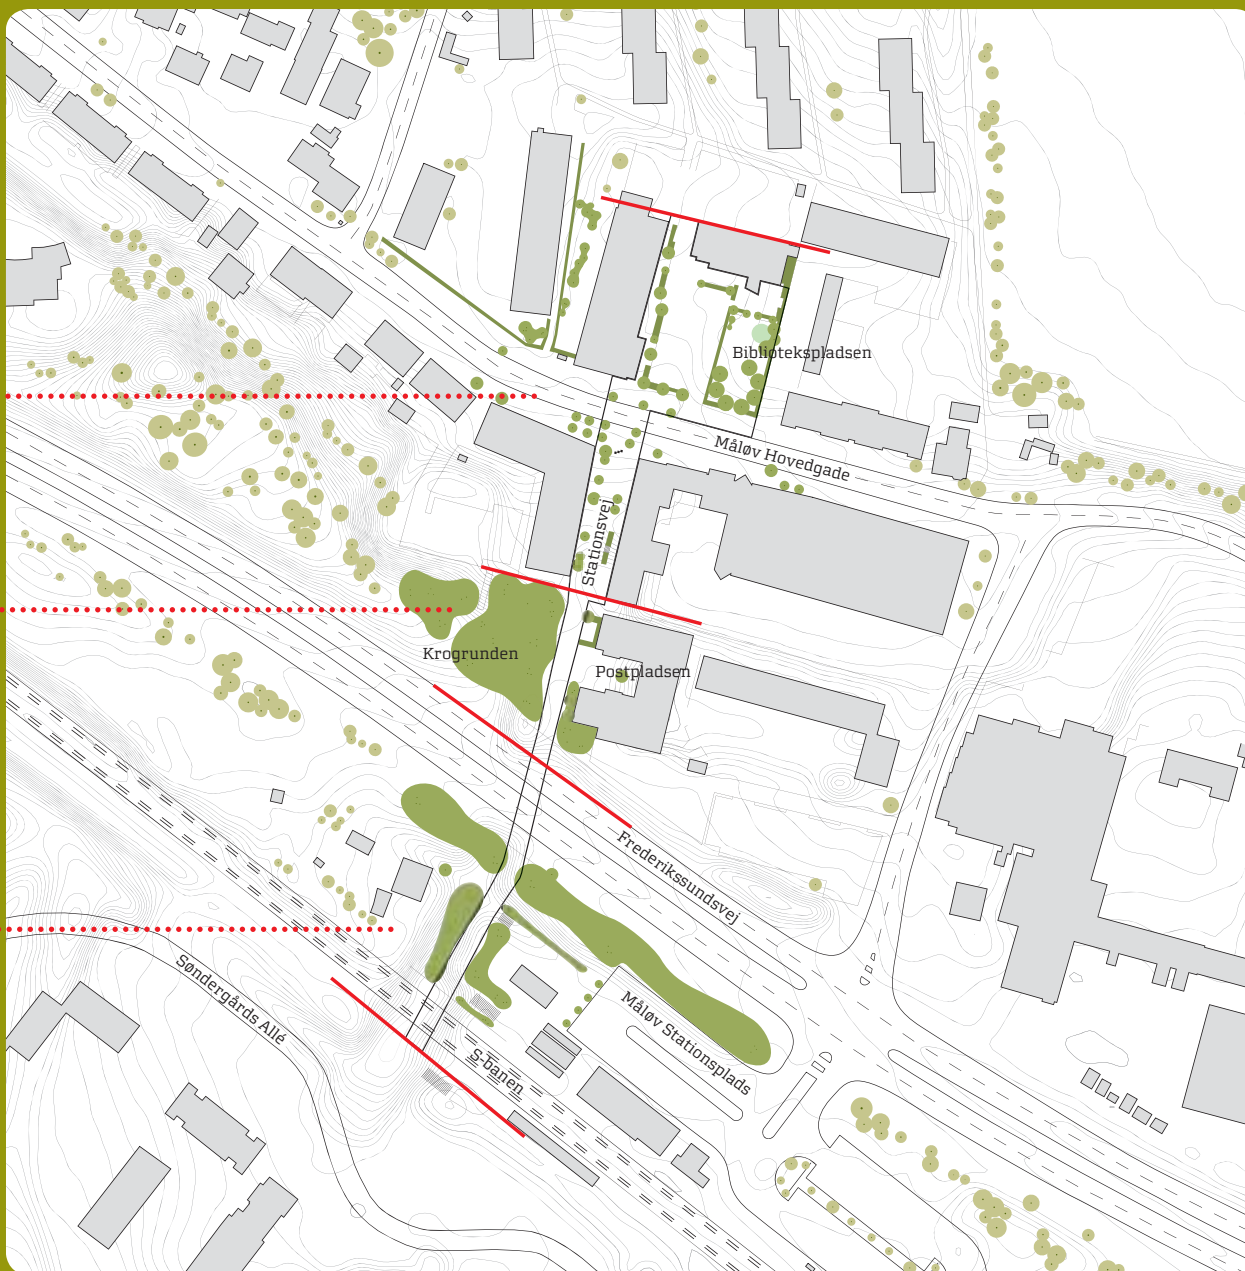 Bibliotekspladsen
Måløv Hovedgade
Stationsvej
Krogrunden
Postpladsen
Frederikssundsvej
Søndergårds Allé
Måløv Stationsplads
S-banen